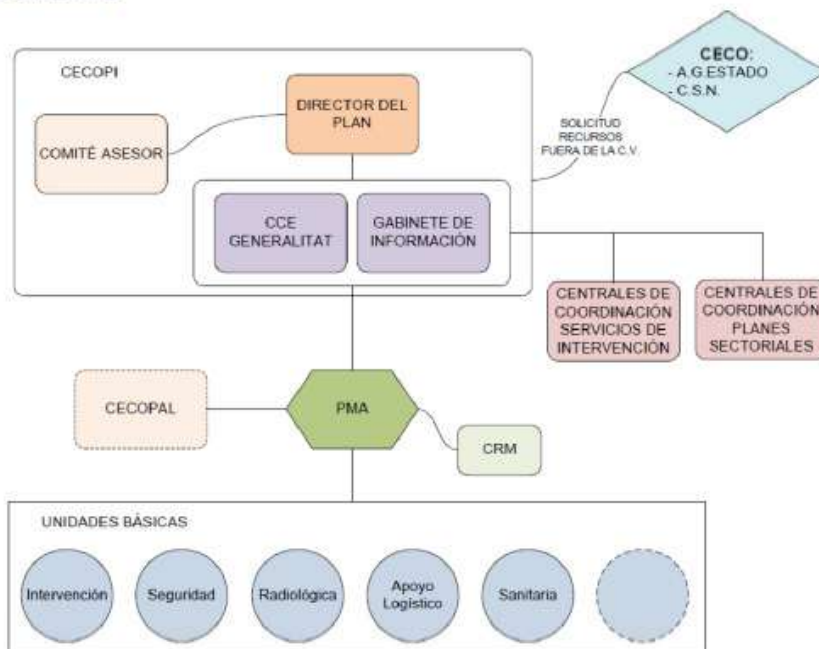 CECOPI
DIRECTOR DEL
PLAN
COMITÉ ASESOR
CCE
GENERALITAT
GABINETE DE
INFORMACIÓN
CECO:
- A.G.ESTADO
- C.S.N.
SOLICITUD
RECURSOS
FUERA DE LA C.V.
CENTRALES DE
COORDINACIÓN
SERVICIOS DE
INTERVENCIÓN
CENTRALES DE
COORDINACIÓN
PLANES
SECTORIALES
CECOPAL
PMA
CRM
UNIDADES BÁSICAS
Intervención
Seguridad
Radiológica
Apoyo
Logístico
Sanitaria